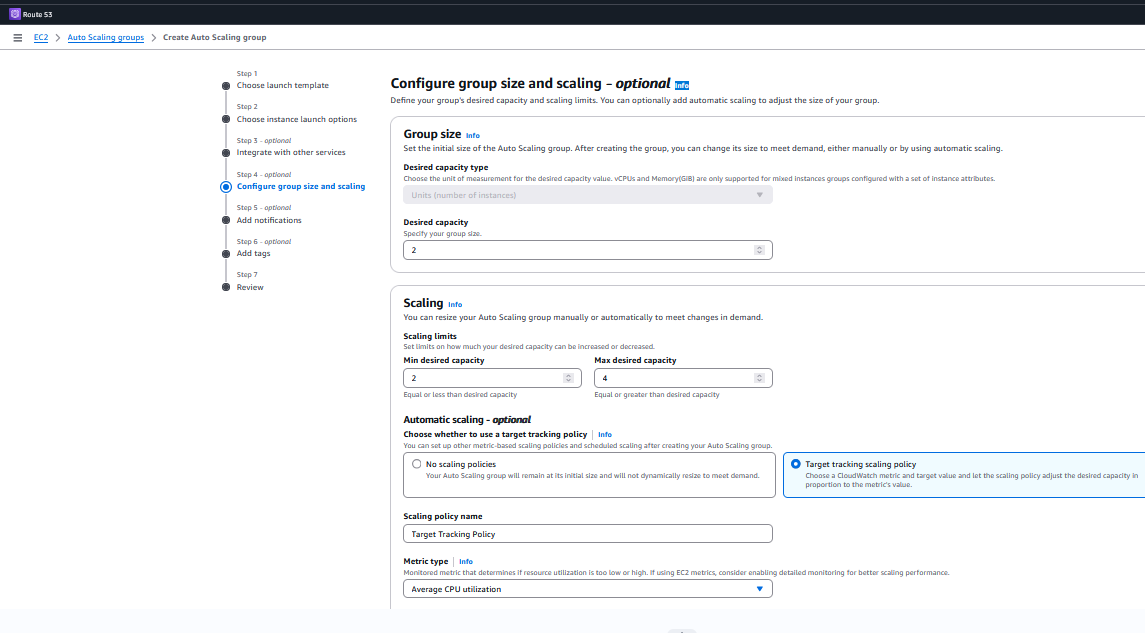 Route 53
EC2 > Auto Scaling groups > Create Auto Scaling group
Step 1
Choose launch template
Step 2
Choose instance launch options
Step 3 - optional
Integrate with other services
Step 4 - optional
Configure group size and scaling
Step 5 - optional
Add notifications
Step 6 - optional
Add tags
Step 7
Review
Configure group size and scaling - optional Info
Define your group's desired capacity and scaling limits. You can optionally add automatic scaling to adjust the size of your group.
Group size Info
Set the initial size of the Auto Scaling group. After creating the group, you can change its size to meet demand, either manually or by using automatic scaling.
Desired capacity type
Choose the unit of measurement for the desired capacity value. vCPUs and Memory(GiB) are only supported for mixed instances groups configured with a set of instance attributes.
Units (number of instances)
Desired capacity
Specify your group size.
2
Scaling Info
You can resize your Auto Scaling group manually or automatically to meet changes in demand.
Scaling limits
Set limits on how much your desired capacity can be increased or decreased.
Min desired capacity Max desired capacity
2 4
Equal or less than desired capacity Equal or greater than desired capacity
Automatic scaling - optional
Choose whether to use a target tracking policy | Info
You can set up other metric-based scaling policies and scheduled scaling after creating your Auto Scaling group.
No scaling policies
Your Auto Scaling group will remain at its initial size and will not dynamically resize to meet demand.
Target tracking scaling policy
Choose a CloudWatch metric and target value and let the scaling policy adjust the desired capacity in
proportion to the metric's value.
Scaling policy name
Target Tracking Policy
Metric type | Info
Monitored metric that determines if resource utilization is too low or high. If using EC2 metrics, consider enabling detailed monitoring for better scaling performance.
Average CPU utilization